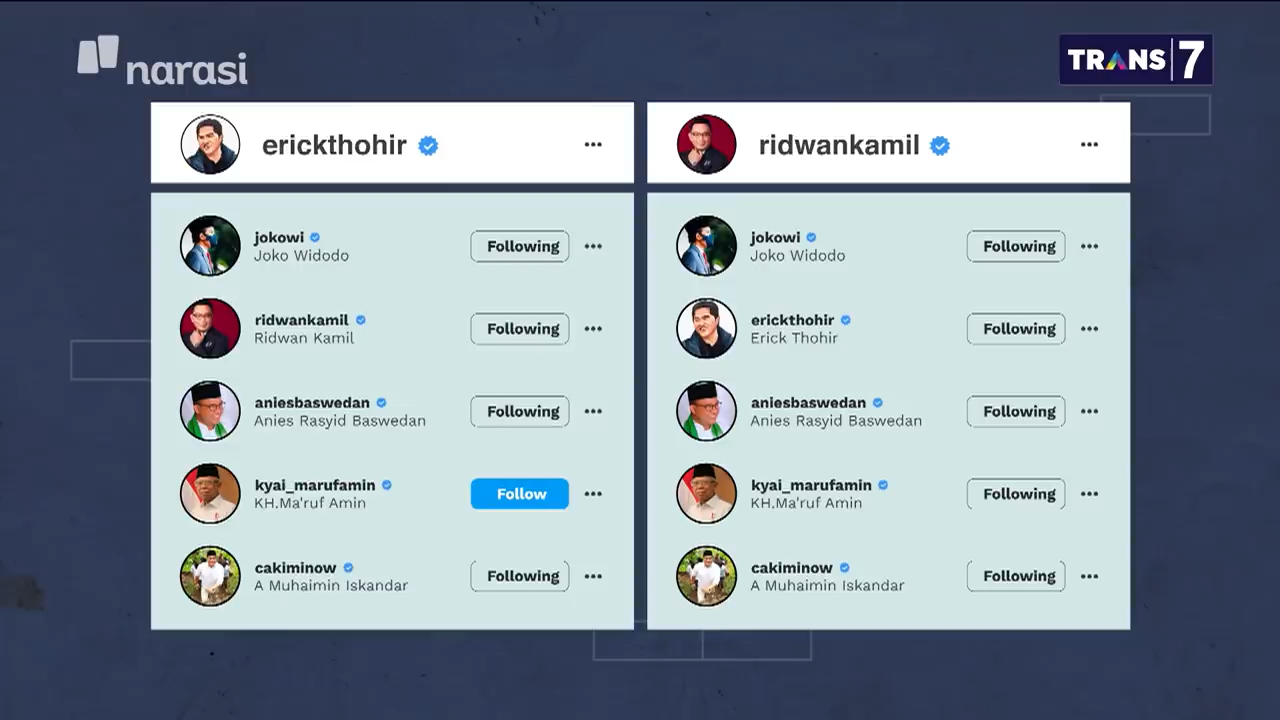 narasi
TRANS 7
erickthohir
jokowi
Joko Widodo
Following
ridwankamil
Ridwan Kamil
Following
aniesbaswedan
Anies Rasyid Baswedan
Following
kyai_marufamin
KH.Ma'ruf Amin
Follow
cakiminow
A Muhaimin Iskandar
Following
ridwankamil
jokowi
Joko Widodo
Following
erickthohir
Erick Thohir
Following
aniesbaswedan
Anies Rasyid Baswedan
Following
kyai_marufamin
KH.Ma'ruf Amin
Following
cakiminow
A Muhaimin Iskandar
Following